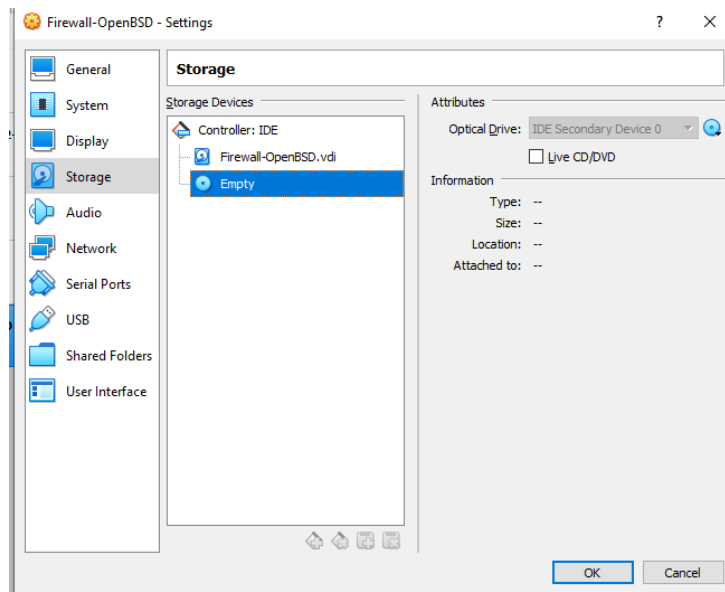 Firewall-OpenBSD - Settings
?
General
System
Display
Storage
Audio
Network
Serial Ports
USB
Shared Folders
User Interface
Storage
Storage Devices
Controller: IDE
Firewall-OpenBSD.vdi
Empty
Attributes
Optical Drive: IDE Secondary Device 0
Live CD/DVD
Information
Type: --
Size: --
Location: --
Attached to: --
OK Cancel